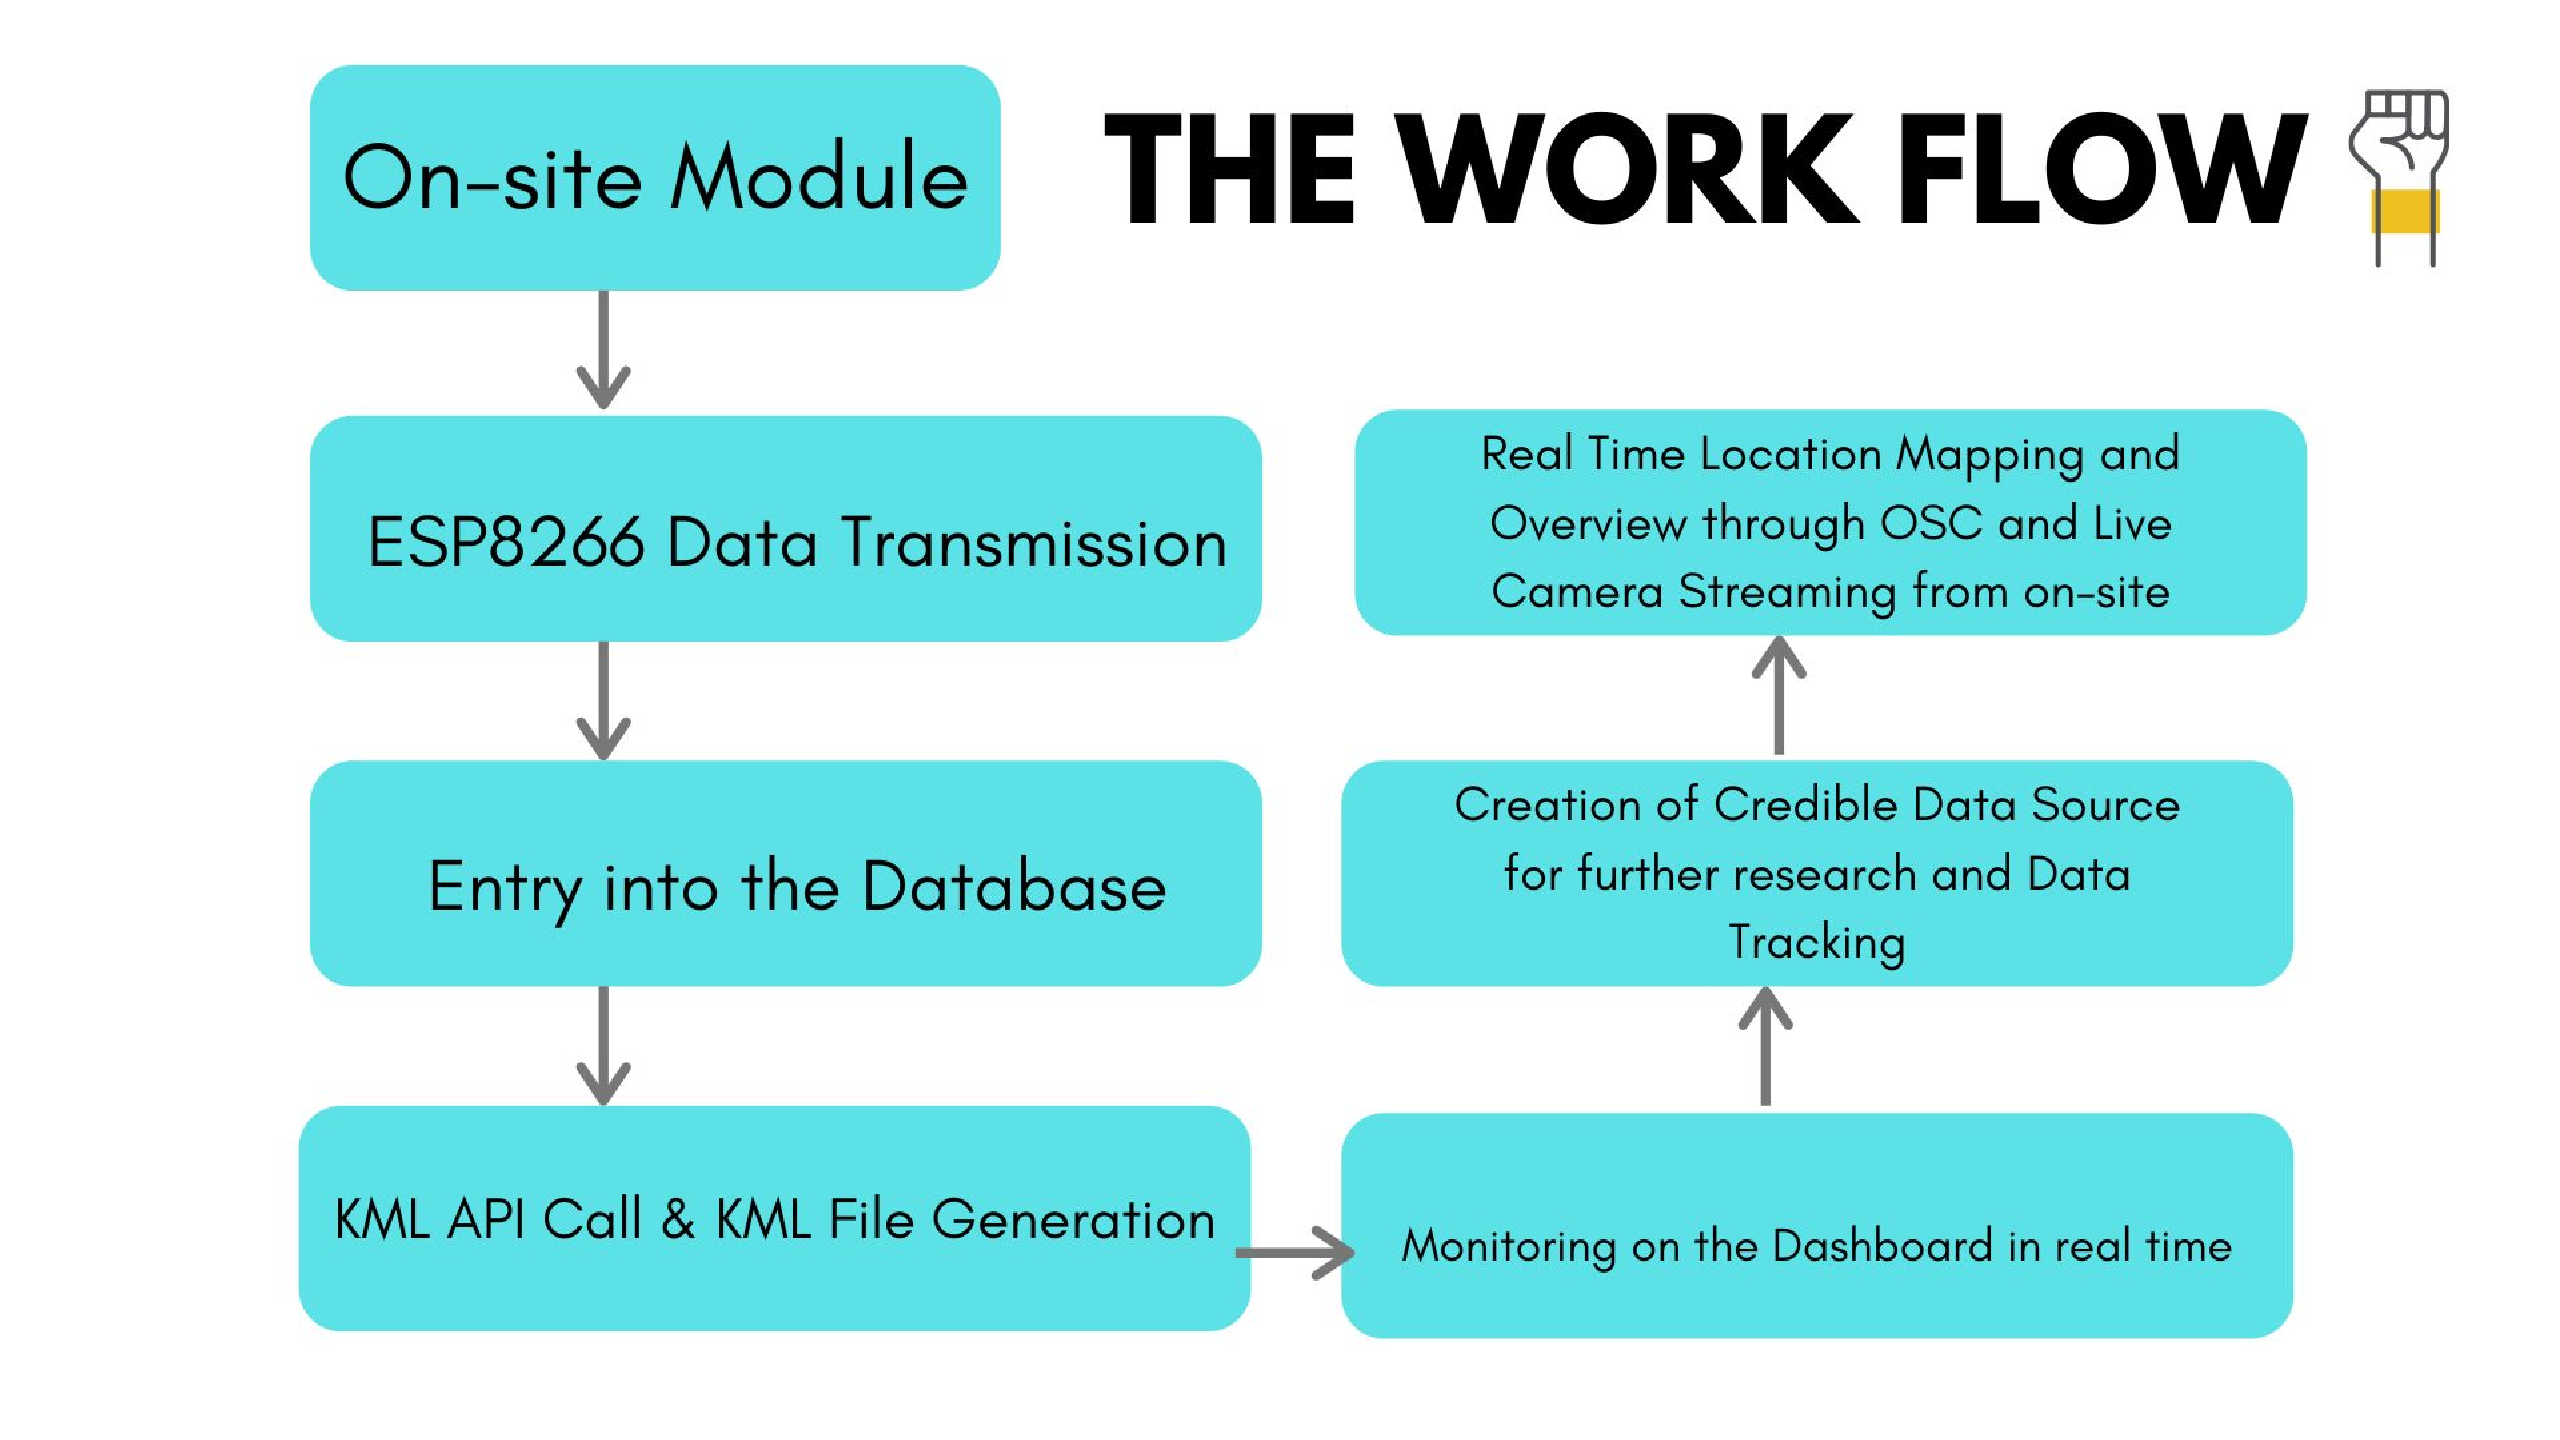 On-site Module
THE WORK FLOW
ESP8266 Data Transmission
Entry into the Database
KML API Call & KML File Generation
Monitoring on the Dashboard in real time
Creation of Credible Data Source
for further research and Data
Tracking
Real Time Location Mapping and
Overview through OSC and Live
Camera Streaming from on-site